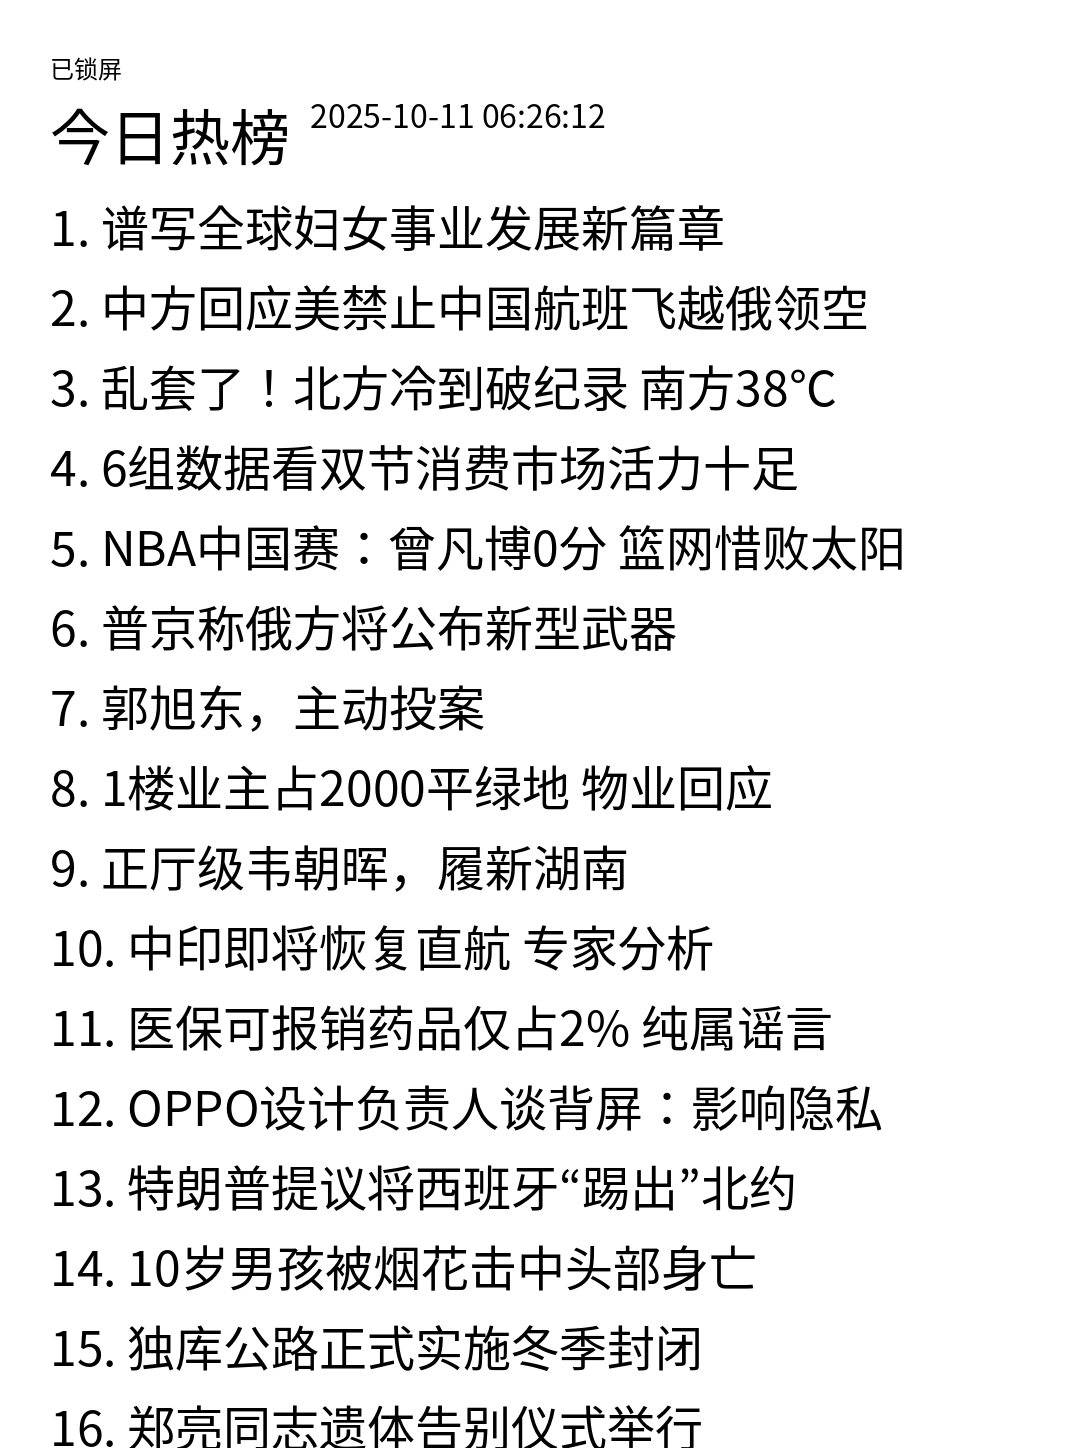 已锁屏
今日热榜 2025-10-11 06:26:12
1. 谱写全球妇女事业发展新篇章
2. 中方回应美禁止中国航班飞越俄领空
3. 乱套了！北方冷到破纪录 南方38℃
4. 6组数据看双节消费市场活力十足
5. NBA中国赛：曾凡博0分 篮网惜败太阳
6. 普京称俄方将公布新型武器
7. 郭旭东，主动投案
8. 1楼业主占2000平绿地 物业回应
9. 正厅级韦朝晖，履新湖南
10. 中印即将恢复直航 专家分析
11. 医保可报销药品仅占2% 纯属谣言
12. OPPO设计负责人谈背屏：影响隐私
13. 特朗普提议将西班牙“踢出”北约
14. 10岁男孩被烟花击中头部身亡
15. 独库公路正式实施冬季封闭
16. 郑亮同志遗体告别仪式举行